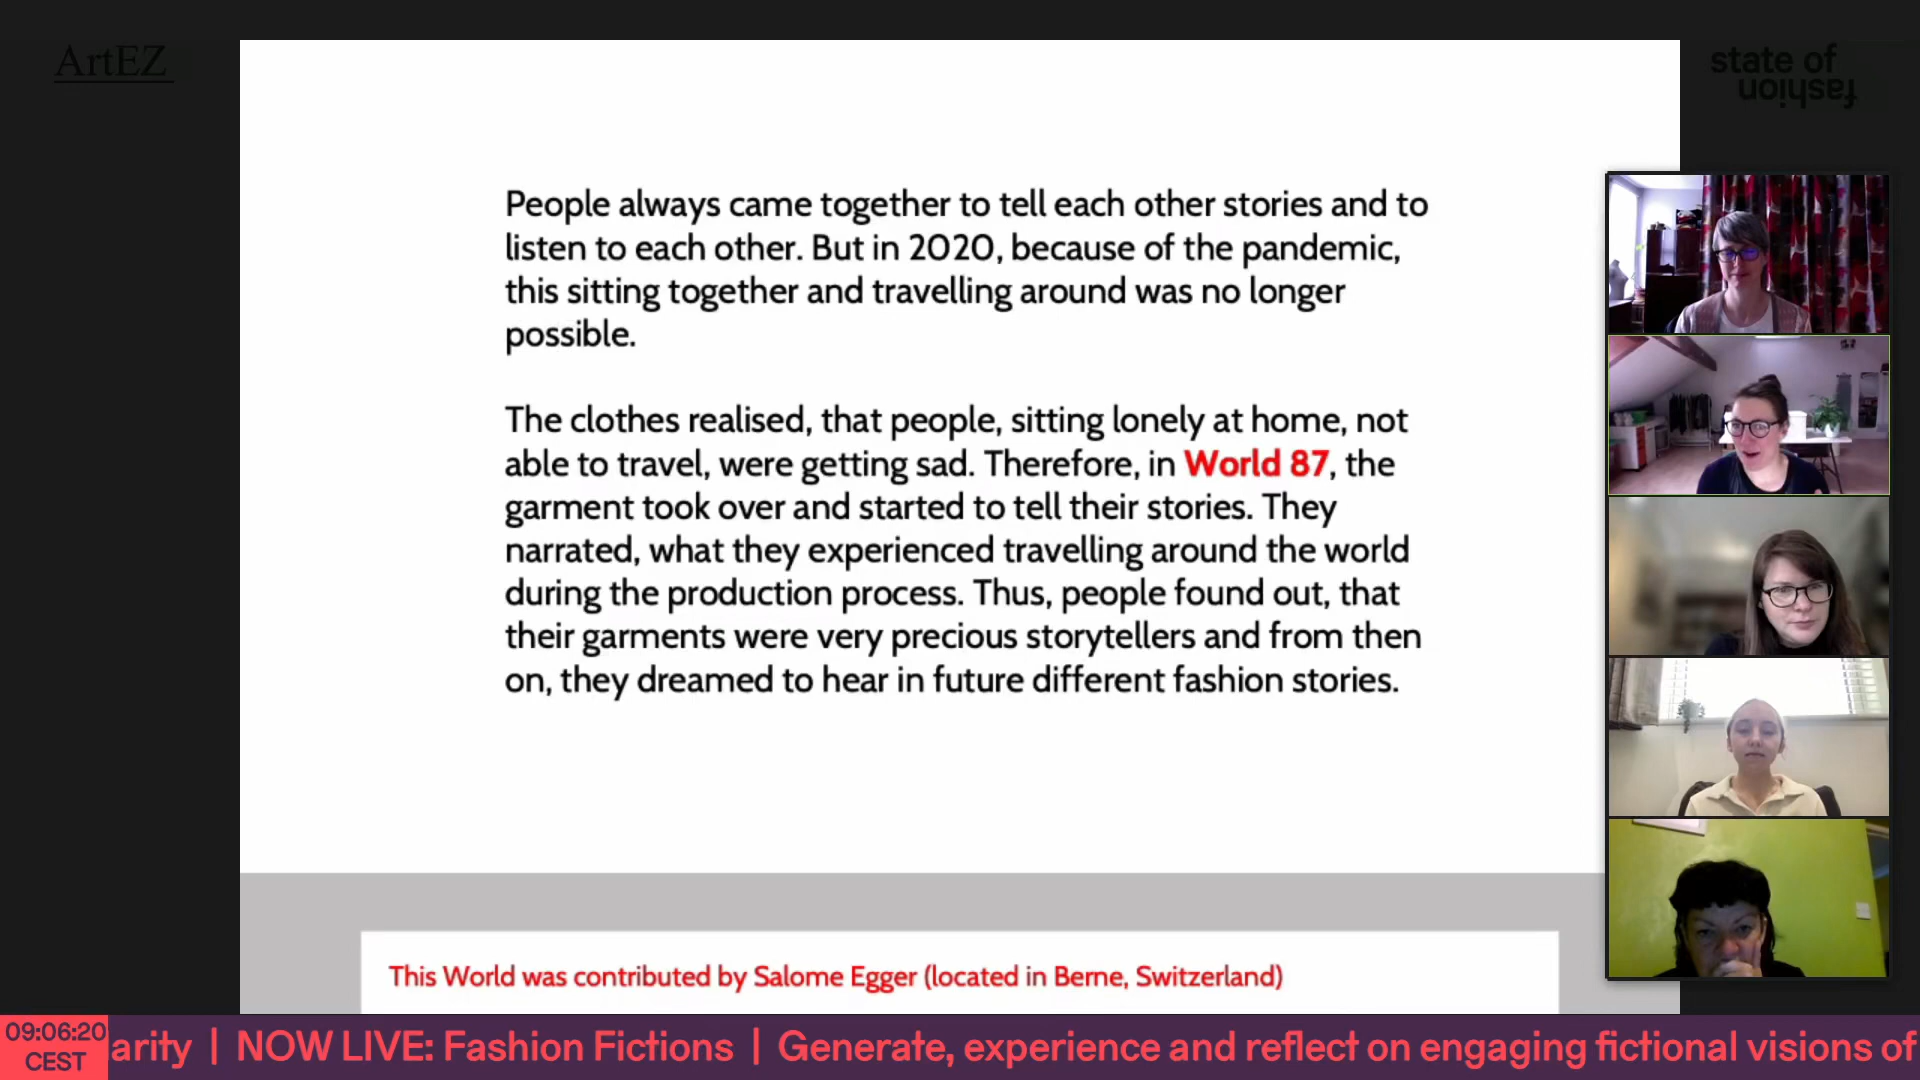 ArtEZ
state of
fashion
People always came together to tell each other stories and to
listen to each other. But in 2020, because of the pandemic,
this sitting together and travelling around was no longer
possible.
The clothes realised, that people, sitting lonely at home, not
able to travel, were getting sad. Therefore, in World 87, the
garment took over and started to tell their stories. They
narrated, what they experienced travelling around the world
during the production process. Thus, people found out, that
their garments were very precious storytellers and from then
on, they dreamed to hear in future different fashion stories.
This World was contributed by Salome Egger (located in Berne, Switzerland)
09:06:20
CEST
arity | NOW LIVE: Fashion Fictions | Generate, experience and reflect on engaging fictional visions of